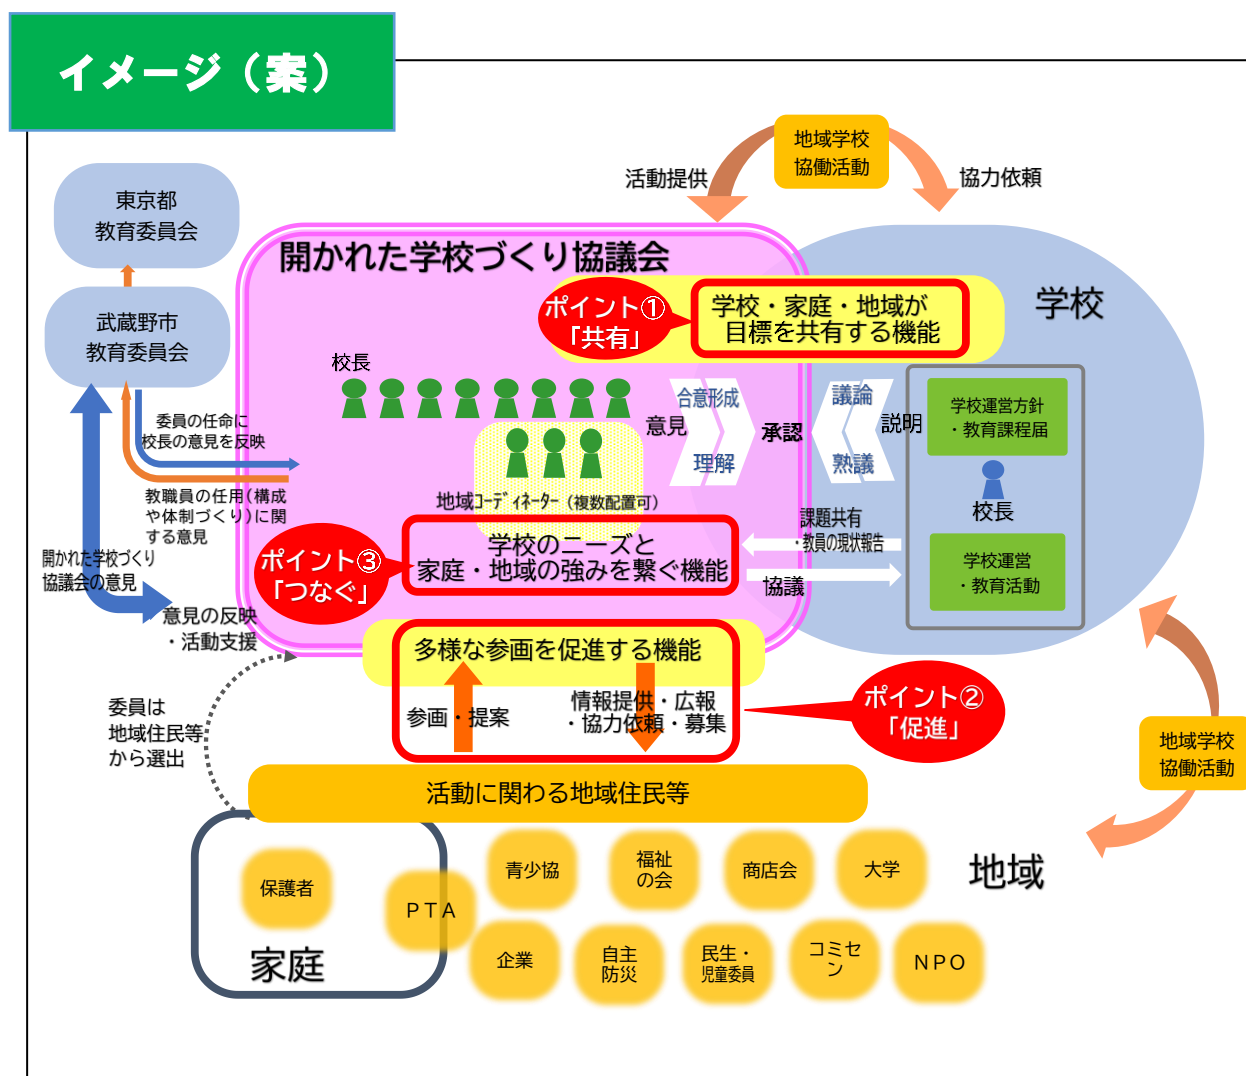 イメージ（案）
地域学校
協働活動
活動提供
協力依頼
東京都
教育委員会
武蔵野市
教育委員会
開かれた学校づくり協議会
学校
ポイント①
「共有」
学校・家庭・地域が
目標を共有する機能
校長
合意形成
意見
理解
承認
議論
説明
熟議
学校運営方針
・教育課程届
校長
学校運営
・教育活動
委員の任命に
校長の意見を反映
教職員の任用（構成
や体制づくり）に関
する意見
地域ｺｰﾃﾞｨﾈｰﾀｰ（複数配置可）
課題共有
・教員の現状報告
協議
ポイント③
「つなぐ」
学校のニーズと
家庭・地域の強みを繋ぐ機能
開かれた学校づくり
協議会の意見
意見の反映
・活動支援
多様な参画を促進する機能
参画・提案
情報提供・広報
・協力依頼・募集
ポイント②
「促進」
委員は
地域住民等
から選出
地域学校
協働活動
活動に関わる地域住民等
保護者
ＰＴＡ
家庭
青少協
福祉
の会
商店会
大学
地域
企業
自主
防災
民生・
児童委員
コミセ
ン
ＮＰＯ